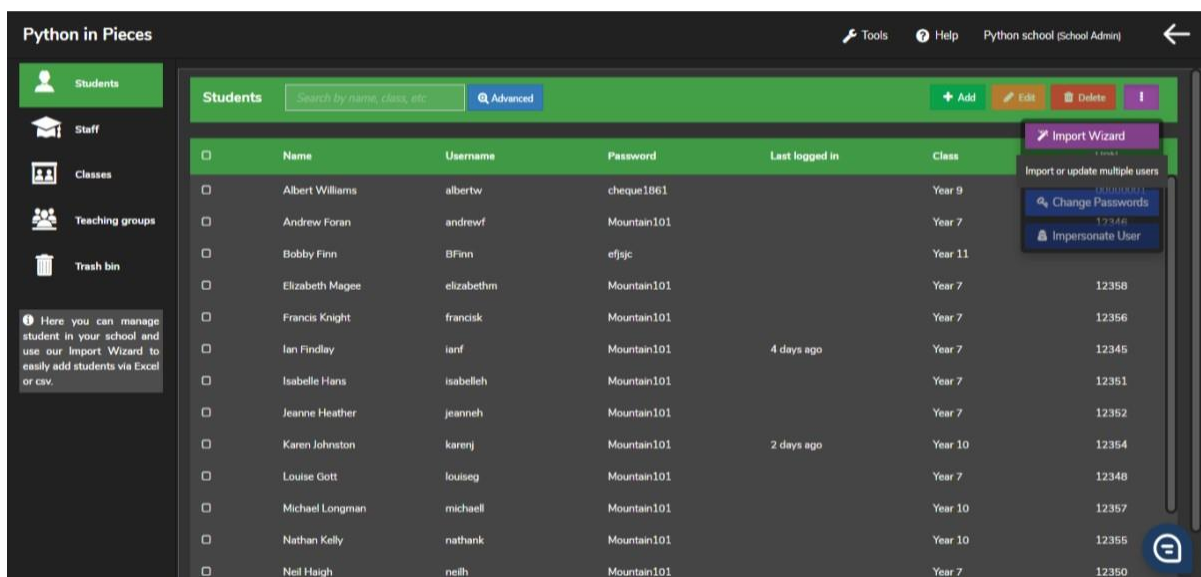 Python in Pieces
Tools
Help
Python school (School Admin)
Students
Staff
Classes
Teaching groups
Trash bin
Here you can manage
student in your school and
use our Import Wizard to
easily add students via Excel
or csv.
Students Search by name, class, etc Advanced Add Edit Delete
Import Wizard
Import or update multiple users
Change Passwords
Impersonate User
Name Username Password Last logged in Class
Albert Williams albertw cheque1861 Year 9 00000001
Andrew Foran andrewf Mountain101 Year 7 12346
Bobby Finn BFinn efjsjc Year 11
Elizabeth Magee elizabethm Mountain101 Year 7 12358
Francis Knight francisk Mountain101 Year 7 12356
Ian Findlay ianf Mountain101 4 days ago Year 7 12345
Isabelle Hans isabelleh Mountain101 Year 7 12351
Jeanne Heather jeanneh Mountain101 Year 7 12352
Karen Johnston karenj Mountain101 2 days ago Year 10 12354
Louise Gott louiseg Mountain101 Year 7 12348
Michael Longman michaell Mountain101 Year 10 12357
Nathan Kelly nathank Mountain101 Year 10 12355
Neil Haigh neilh Mountain101 Year 7 12350